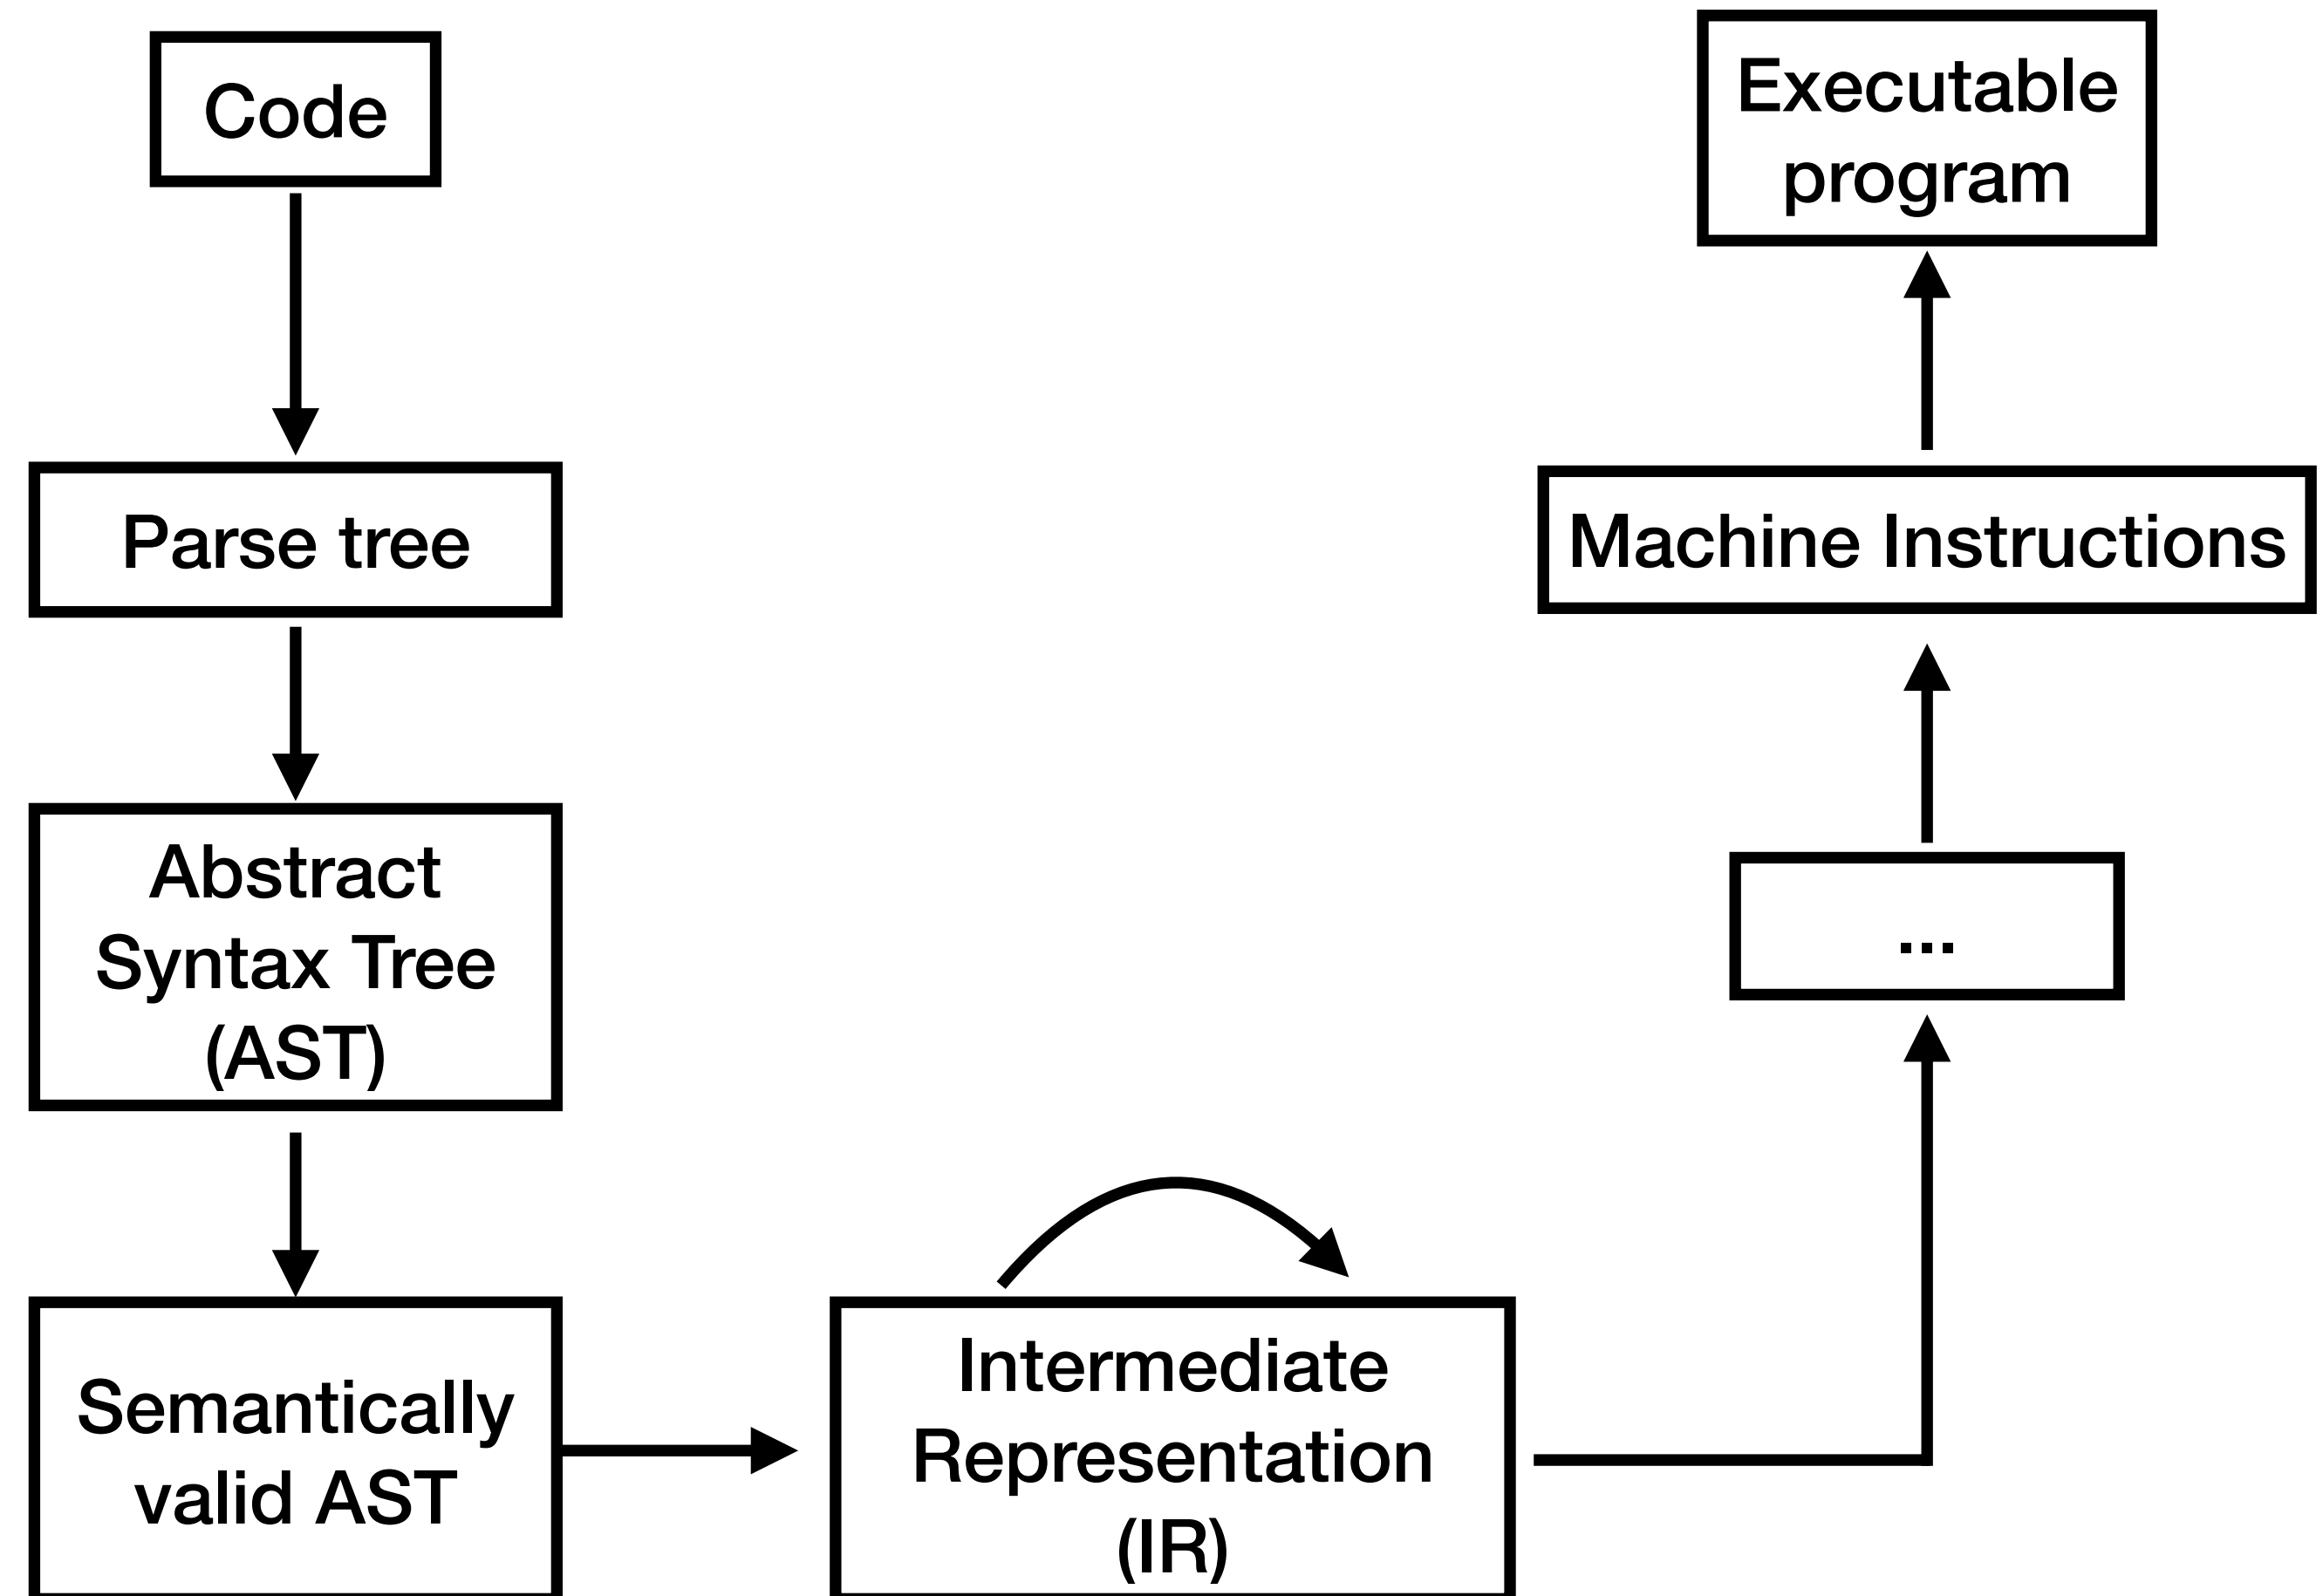 Code
Parse tree
Abstract
Syntax Tree
(AST)
Semantically
valid AST
Intermediate
Representation
(IR)
...
Machine Instructions
Executable
program